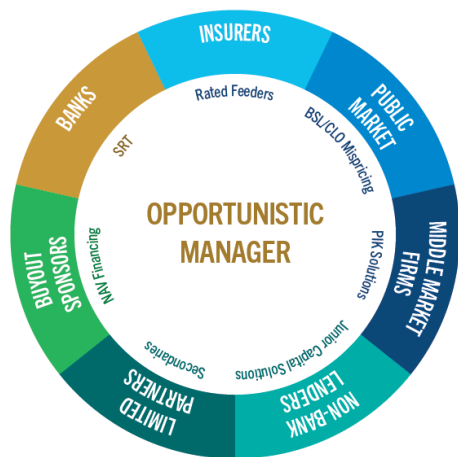 INSURERS
Rated Feeders
PUBLIC
MARKET
BSL/CLO Mispricing
MIDDLE MARKET
FIRMS
PIK Solutions
NON-BANK
LENDERS
Junior Capital Solutions
LIMITED
PARTNERS
Secondaries
BUYOUT
SPONSORS
NAV Financing
BANKS
SRT
OPPORTUNISTIC
MANAGER